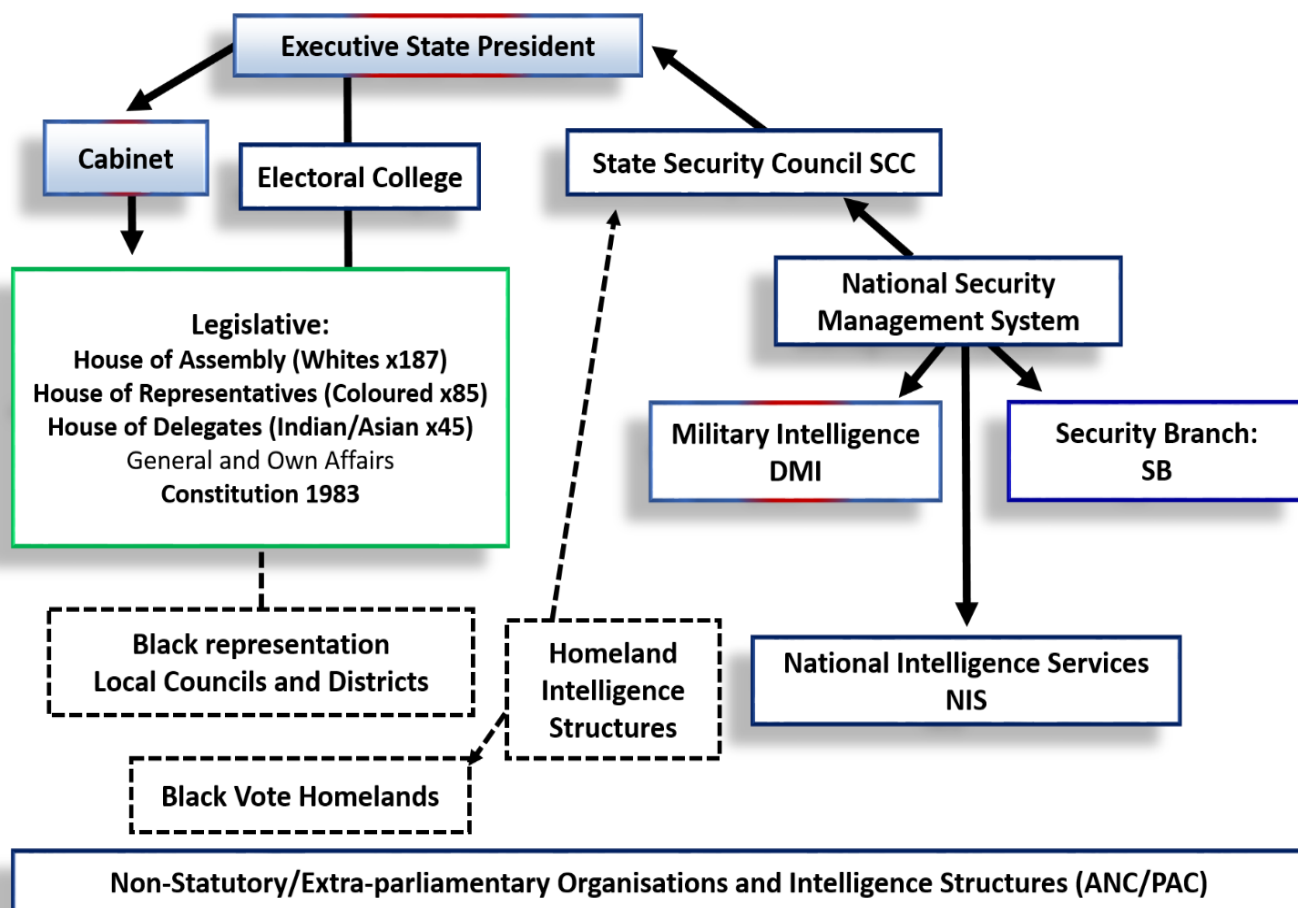 Executive State President
Cabinet
Electoral College
State Security Council SCC
National Security
Management System
Legislative:
House of Assembly (Whites x187)
House of Representatives (Coloured x85)
House of Delegates (Indian/Asian x45)
General and Own Affairs
Constitution 1983
Military Intelligence
DMI
Security Branch:
SB
Black representation
Local Councils and Districts
Homeland
Intelligence
Structures
National Intelligence Services
NIS
Black Vote Homelands
Non-Statutory/Extra-parliamentary Organisations and Intelligence Structures (ANC/PAC)